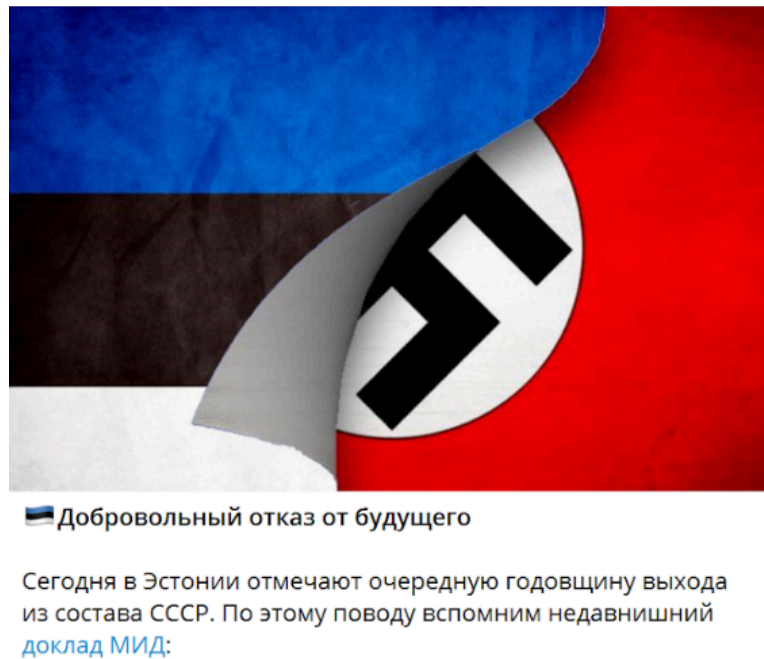 🇪🇪Добровольный отказ от будущего
Сегодня в Эстонии отмечают очередную годовщину выхода
из состава СССР. По этому поводу вспомним недавнишний
доклад МИД: